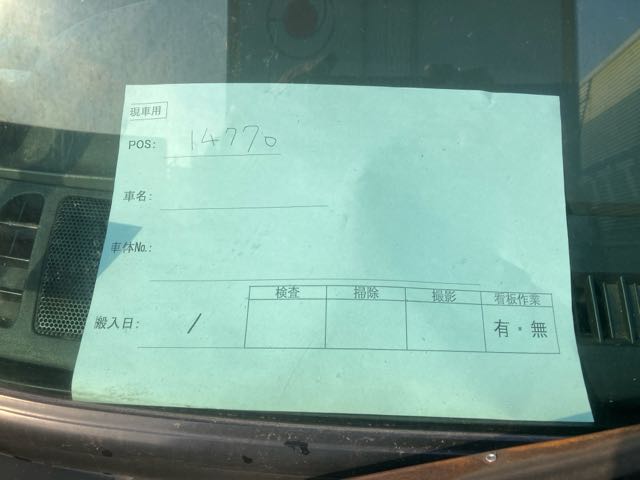 現車用
POS: 14770
車名:
車体No.:
検査 掃除 撮影 看板作業
搬入日: / 有・無